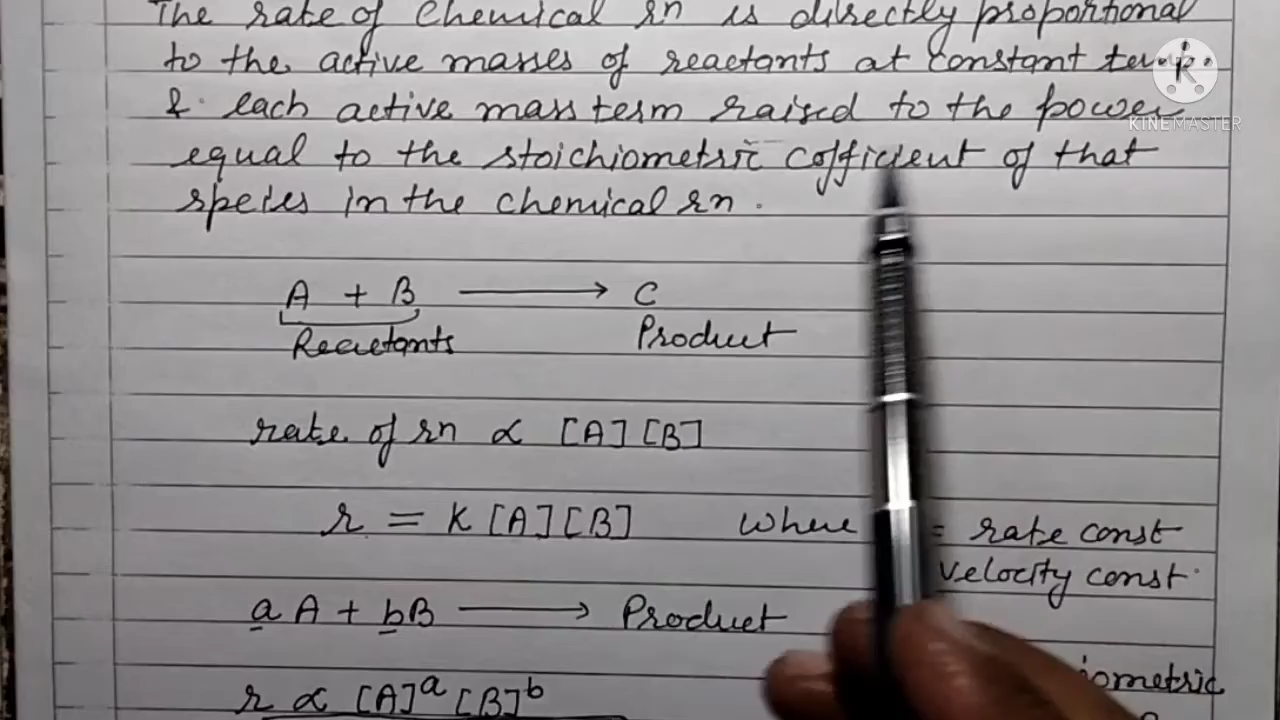 The rate of Chemical rn is directly proportional
to the active masses of reactants at constant temp.
& each active mass term raised to the power
KINEMASTER
equal to the stoichiometric cofficient of that
speies in the chemical rn.
A + B ⟶ C
Reactants Product
rate of rn ∝ [A][B]
r = K[A][B] where = rate const
velocity const.
aA + bB ⟶ Product
r ∝ [A]ᵃ[B]ᵇ